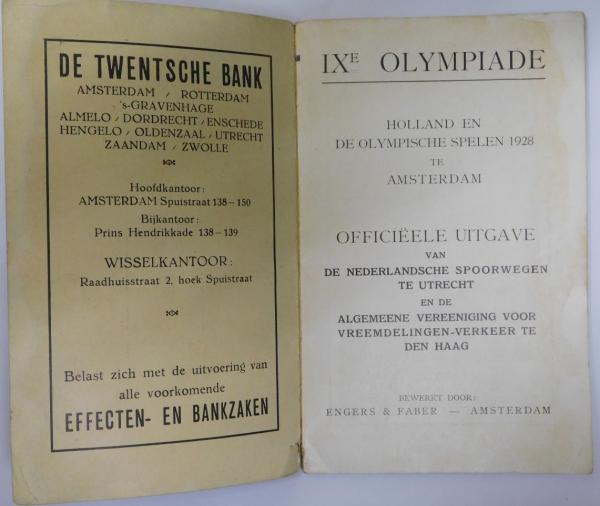 DE TWENTSCHE BANK
AMSTERDAM / ROTTERDAM
's-GRAVENHAGE
ALMELO / DORDRECHT / ENSCHEDE
HENGELO / OLDENZAAL / UTRECHT
ZAANDAM / ZWOLLE
Hoofdkantoor:
AMSTERDAM Spuistraat 138-150
Bijkantoor:
Prins Hendrikkade 138-139
WISSELKANTOOR:
Raadhuisstraat 2, hoek Spuistraat
Belast zich met de uitvoering van
alle voorkomende
EFFECTEN- EN BANKZAKEN
IXE OLYMPIADE
HOLLAND EN
DE OLYMPISCHE SPELEN 1928
TE
AMSTERDAM
OFFICIËELE UITGAVE
VAN
DE NEDERLANDSCHE SPOORWEGEN
TE UTRECHT
EN DE
ALGEMEENE VEREENIGING VOOR
VREEMDELINGEN-VERKEER TE
DEN HAAG
BEWERKT DOOR:
ENGERS & FABER — AMSTERDAM